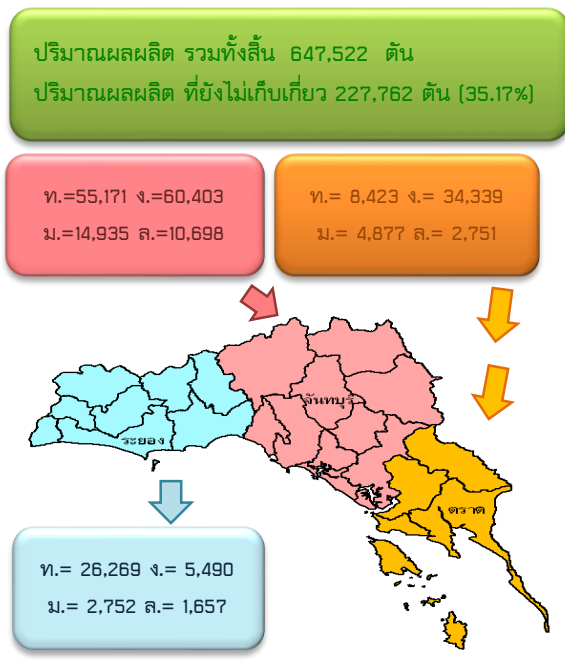 ปริมาณผลผลิต รวมทั้งสิ้น 647,522 ตัน
ปริมาณผลผลิต ที่ยังไม่เก็บเกี่ยว 227,762 ตัน (35.17%)
ท.=55,171 ง.=60,403
ม.=14,935 ล.=10,698
ท.= 8,423 ง.= 34,339
ม.= 4,877 ล.= 2,751
จันทบุรี
ระยอง
ตราด
ท.= 26,269 ง.= 5,490
ม.= 2,752 ล.= 1,657